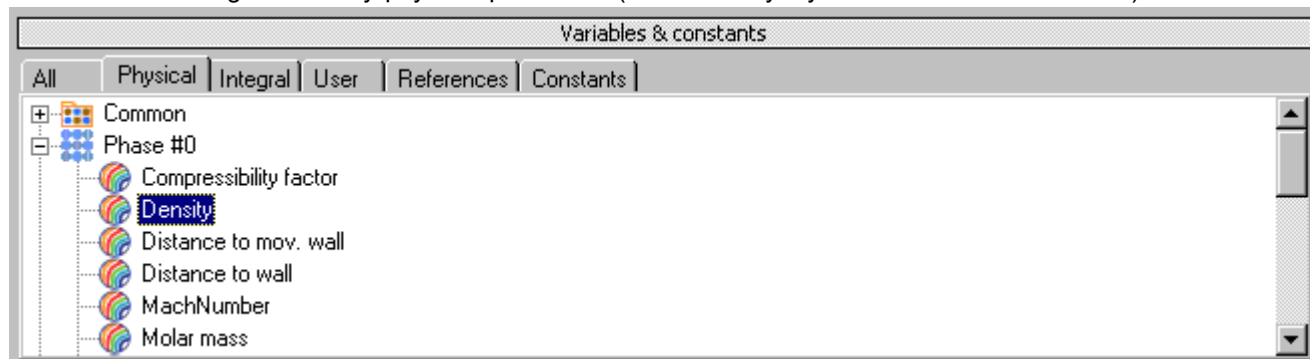 Variables & constants
All Physical Integral User References Constants
Common
Phase #0
Compressibility factor
Density
Distance to mov. wall
Distance to wall
MachNumber
Molar mass